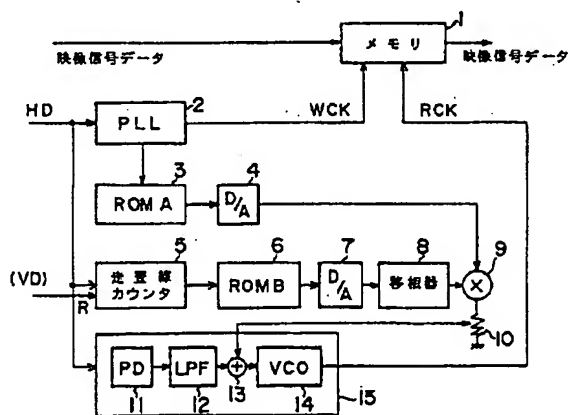 1
メモリ
映像信号データ
映像信号データ
HD
2
PLL
WCK
RCK
3
ROM A
4
D/A
(VD)
R
5
走査線
カウンタ
6
ROM B
7
D/A
8
移相器
9
×
10
PD
11
LPF
12
+
13
VCO
14
15